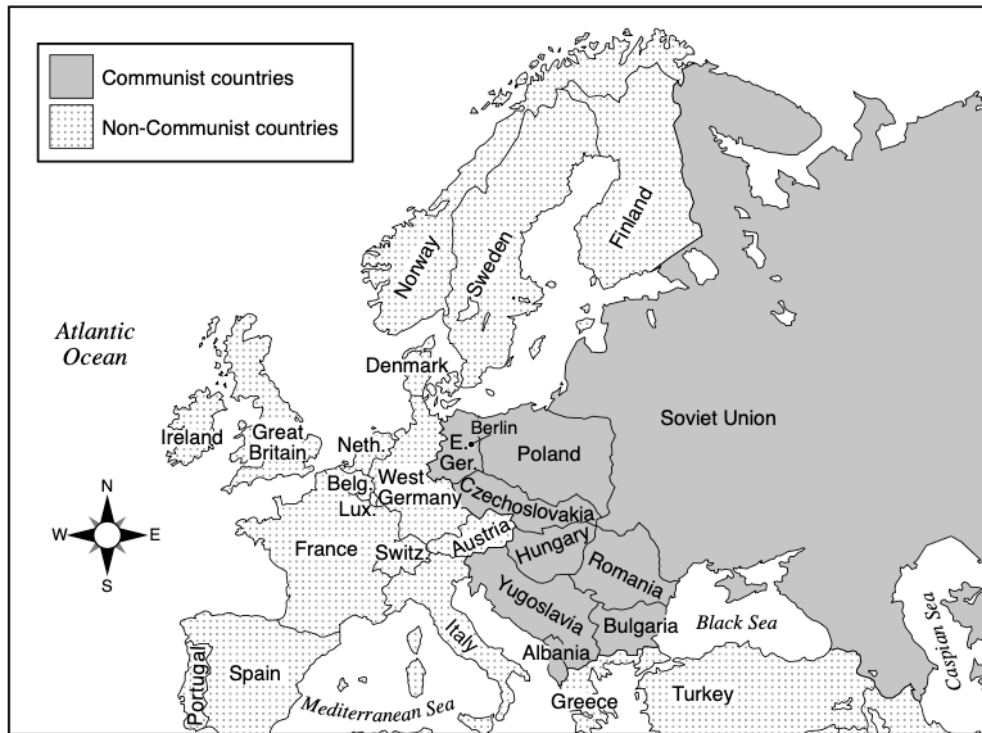 Communist countries
Non-Communist countries
Norway
Sweden
Finland
Atlantic
Ocean
Denmark
Soviet Union
Ireland
Great
Britain
Neth.
Berlin
E.
Ger.
Poland
Belg.
West
Germany
Lux.
Czechoslovakia
N
W
E
S
France
Switz.
Austria
Hungary
Romania
Yugoslavia
Bulgaria
Black Sea
Caspian Sea
Italy
Albania
Portugal
Spain
Mediterranean Sea
Greece
Turkey